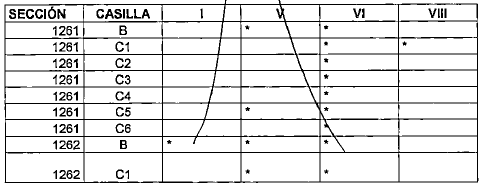 SECCIÓN CASILLA I V VI VIII
1261 B * *
1261 C1 * *
1261 C2 *
1261 C3 *
1261 C4 *
1261 C5 * *
1261 C6 *
1262 B * * *
1262 C1 * *